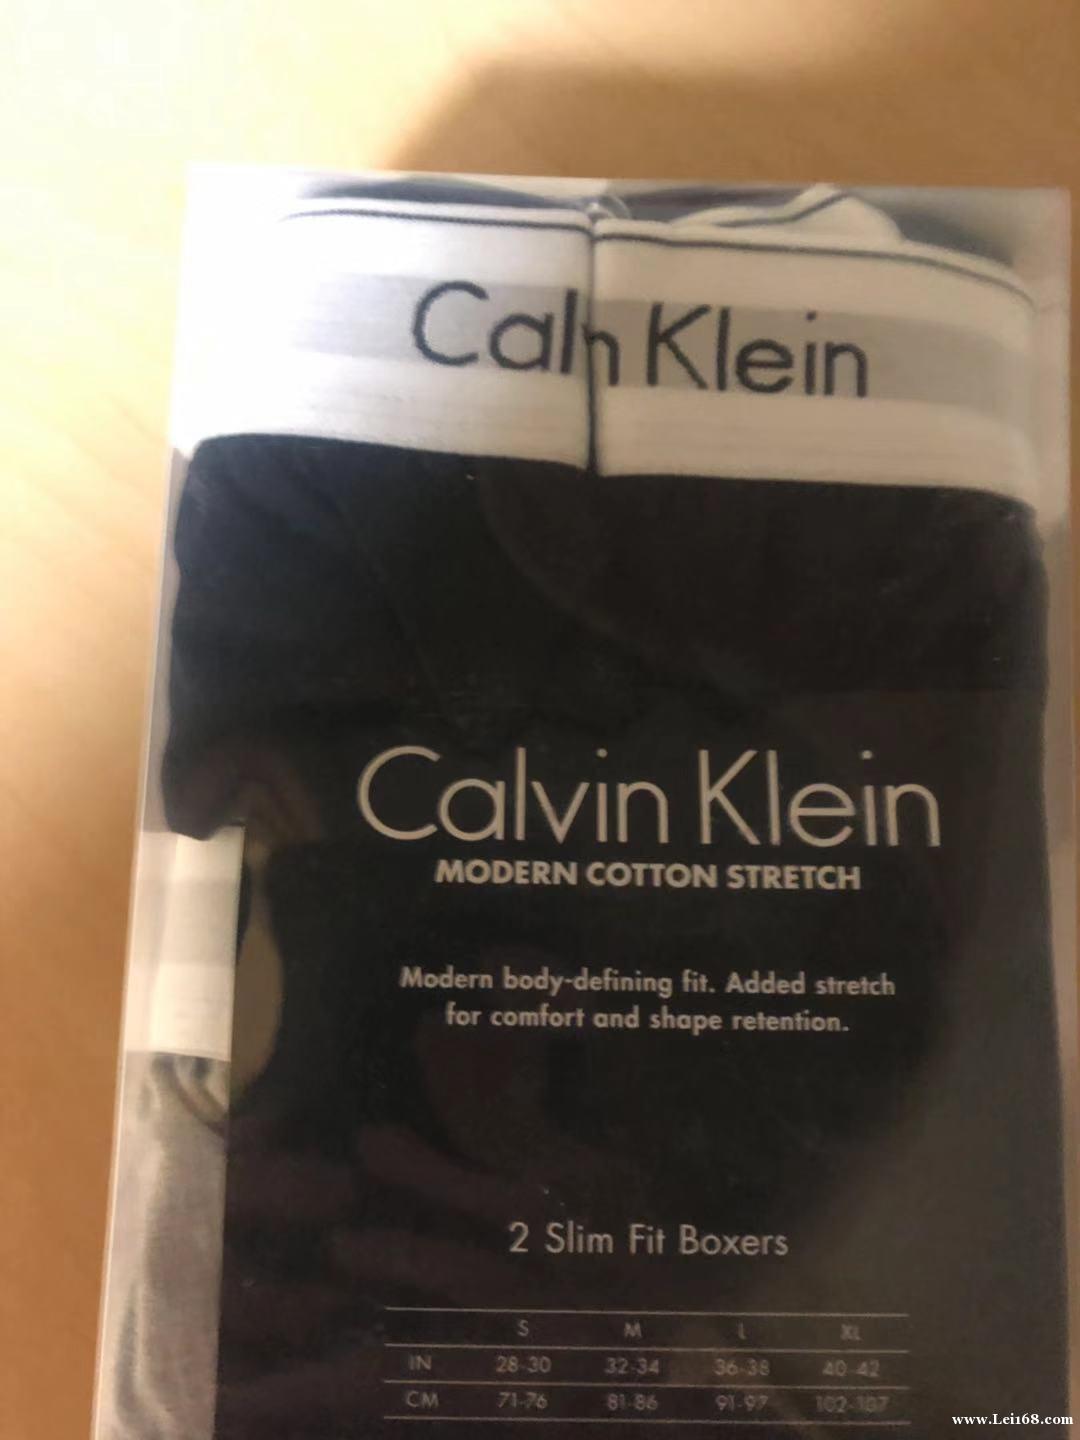 Caln Klein
Calvin Klein
MODERN COTTON STRETCH
Modern body-defining fit. Added stretch
for comfort and shape retention.
2 Slim Fit Boxers
S M L XL
IN 28-30 32-34 36-38 40-42
CM 71-76 81-86 91-97 102-107
www.Lei168.com